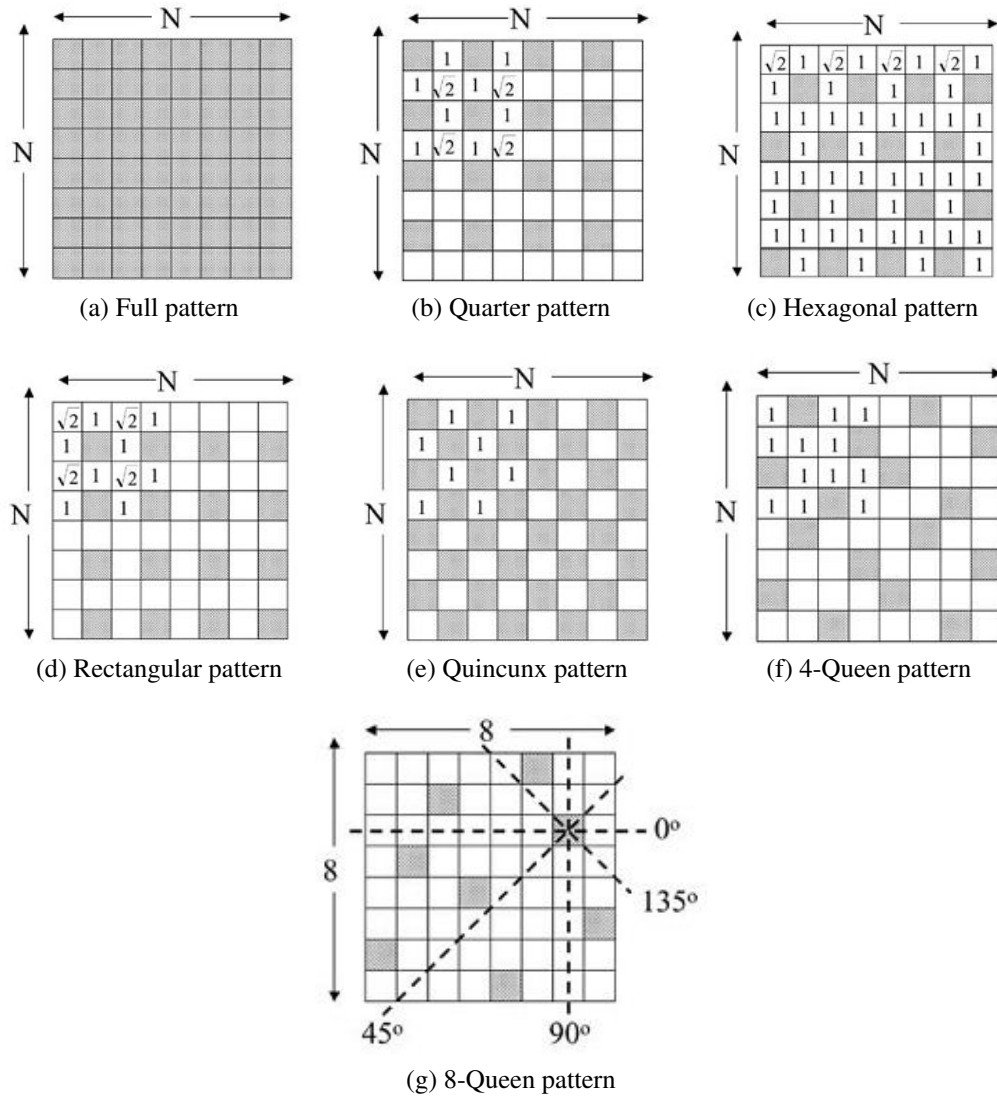 N
N
(a) Full pattern
N
N
1 1
1 √2 1 √2
1 1
1 √2 1 √2
(b) Quarter pattern
N
N
√2 1 √2 1 √2 1 √2 1
1 1 1 1
1 1 1 1 1 1 1 1
1 1 1 1
1 1 1 1 1 1 1 1
1 1 1 1
1 1 1 1 1 1 1 1
1 1 1 1
(c) Hexagonal pattern
N
N
√2 1 √2 1
1 1
√2 1 √2 1
1 1
(d) Rectangular pattern
N
N
1 1
1 1
1 1
1 1
(e) Quincunx pattern
N
N
1 1 1
1 1 1
1 1 1
1 1 1
(f) 4-Queen pattern
8
8
0°
135°
45°
90°
(g) 8-Queen pattern